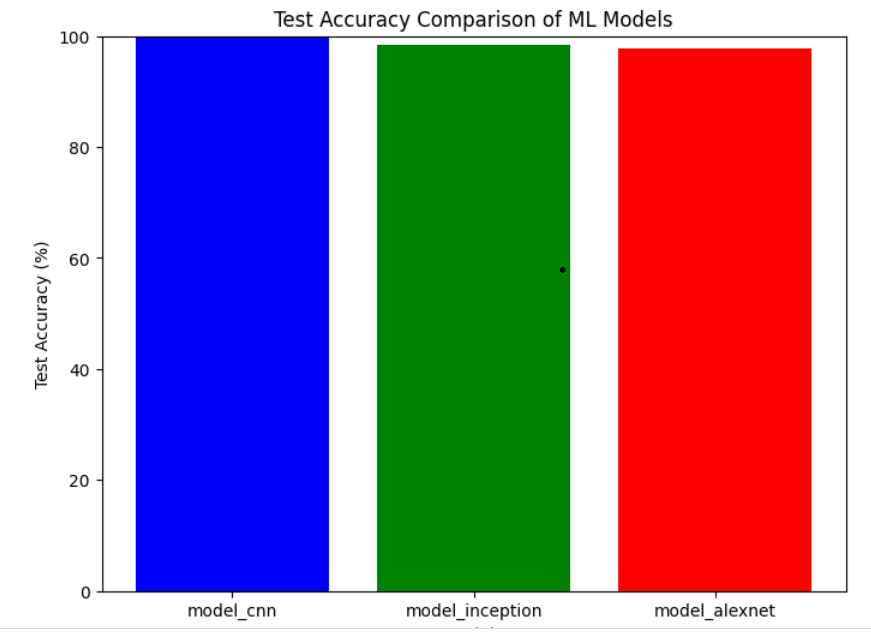 Test Accuracy Comparison of ML Models
Test Accuracy (%)
100
80
60
40
20
0
model_cnn model_inception model_alexnet